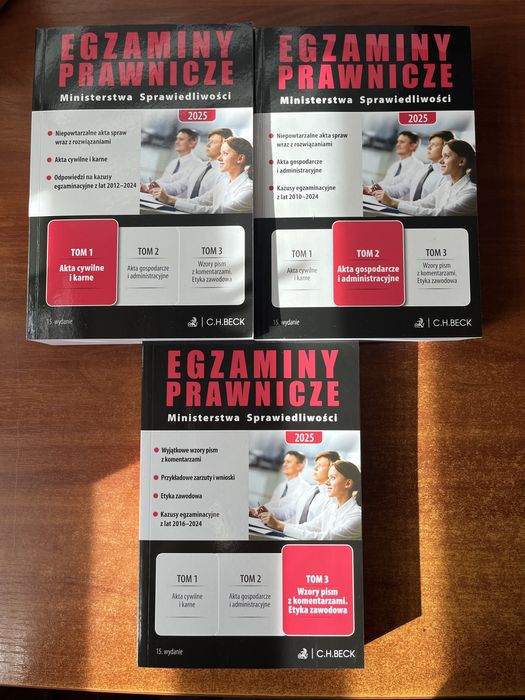 EGZAMINY
PRAWNICZE
Ministerstwa Sprawiedliwości
2025
Niepowtarzalne akta spraw
wraz z rozwiązaniami
Akta cywilne i karne
Odpowiedzi na kazusy
egzaminacyjne z lat 2012–2024
TOM 1
Akta cywilne
i karne
TOM 2
Akta gospodarcze
i administracyjne
TOM 3
Wzory pism
z komentarzami.
Etyka zawodowa
15. wydanie
C.H.BECK
EGZAMINY
PRAWNICZE
Ministerstwa Sprawiedliwości
2025
Niepowtarzalne akta spraw
wraz z rozwiązaniami
Akta gospodarcze
i administracyjne
Kazusy egzaminacyjne
z lat 2010–2024
TOM 1
Akta cywilne
i karne
TOM 2
Akta gospodarcze
i administracyjne
TOM 3
Wzory pism
z komentarzami.
Etyka zawodowa
15. wydanie
C.H.BECK
EGZAMINY
PRAWNICZE
Ministerstwa Sprawiedliwości
2025
Wyjątkowe wzory pism
z komentarzami
Przykładowe zarzuty i wnioski
Etyka zawodowa
Kazusy egzaminacyjne
z lat 2016–2024
TOM 1
Akta cywilne
i karne
TOM 2
Akta gospodarcze
i administracyjne
TOM 3
Wzory pism
z komentarzami.
Etyka zawodowa
15. wydanie
C.H.BECK